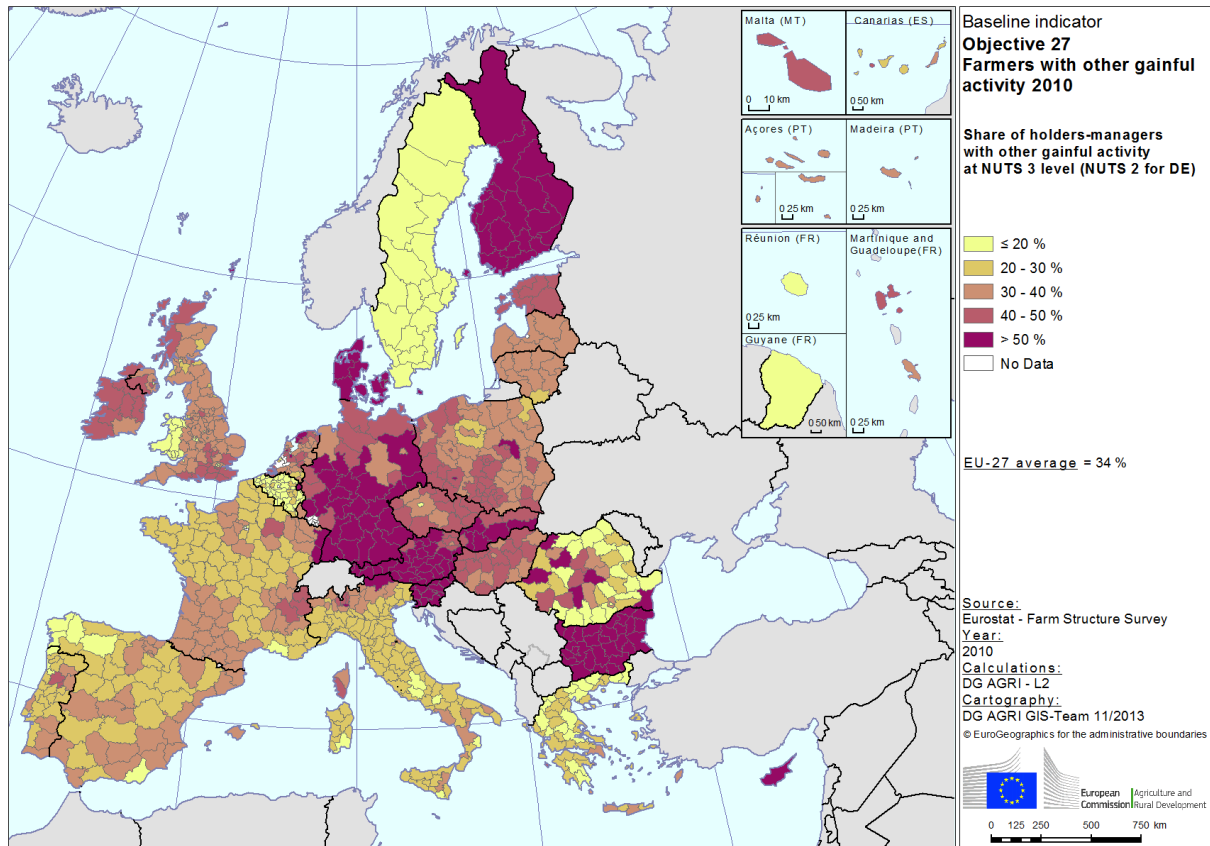 Malta (MT)
0 10 km
Canarias (ES)
0 50 km
Açores (PT)
0 25 km
Madeira (PT)
0 25 km
Réunion (FR)
0 25 km
Martinique and
Guadeloupe(FR)
0 25 km
Guyane (FR)
0 50 km
Baseline indicator
Objective 27
Farmers with other gainful
activity 2010
Share of holders-managers
with other gainful activity
at NUTS 3 level (NUTS 2 for DE)
≤ 20 %
20 - 30 %
30 - 40 %
40 - 50 %
> 50 %
No Data
EU-27 average = 34 %
Source:
Eurostat - Farm Structure Survey
Year:
2010
Calculations:
DG AGRI - L2
Cartography:
DG AGRI GIS-Team 11/2013
© EuroGeographics for the administrative boundaries
European
Commission
Agriculture and
Rural Development
0 125 250 500 750 km